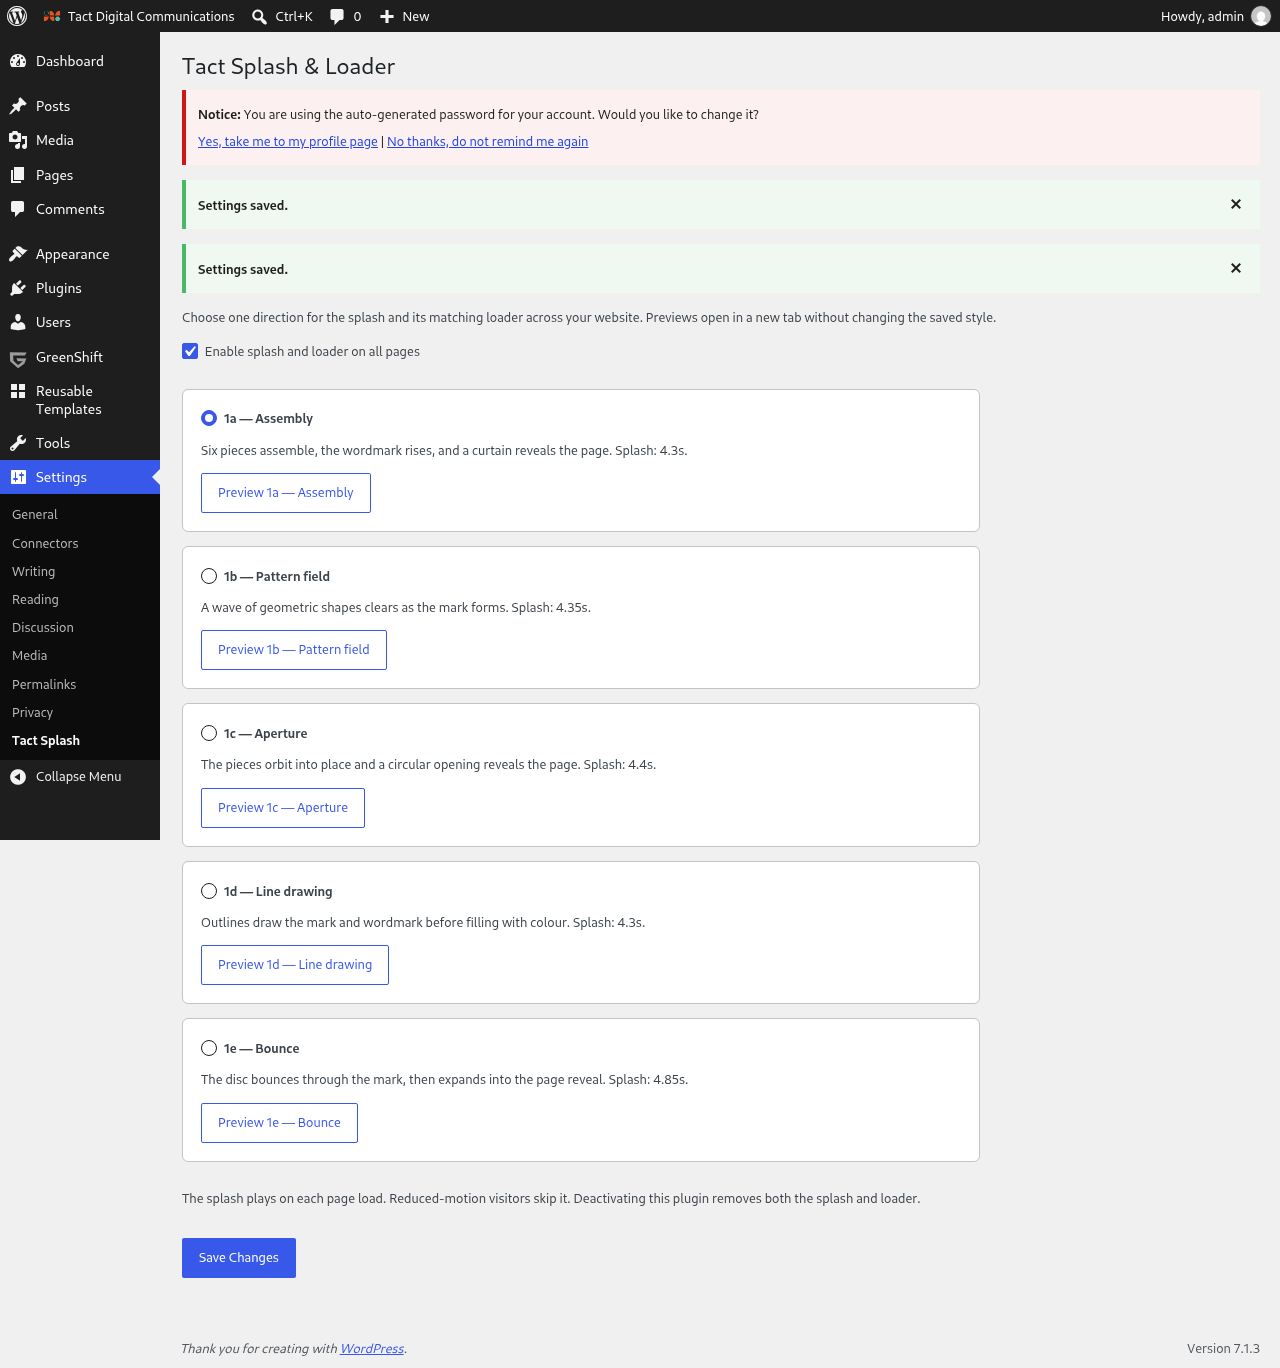 Tact Digital Communications
Ctrl+K
0
New
Howdy, admin
Dashboard
Posts
Media
Pages
Comments
Appearance
Plugins
Users
GreenShift
Reusable
Templates
Tools
Settings
General
Connectors
Writing
Reading
Discussion
Media
Permalinks
Privacy
Tact Splash
Collapse Menu
Tact Splash & Loader
Notice: You are using the auto-generated password for your account. Would you like to change it?
Yes, take me to my profile page | No thanks, do not remind me again
Settings saved.
Settings saved.
Choose one direction for the splash and its matching loader across your website. Previews open in a new tab without changing the saved style.
Enable splash and loader on all pages
1a — Assembly
Six pieces assemble, the wordmark rises, and a curtain reveals the page. Splash: 4.3s.
Preview 1a — Assembly
1b — Pattern field
A wave of geometric shapes clears as the mark forms. Splash: 4.35s.
Preview 1b — Pattern field
1c — Aperture
The pieces orbit into place and a circular opening reveals the page. Splash: 4.4s.
Preview 1c — Aperture
1d — Line drawing
Outlines draw the mark and wordmark before filling with colour. Splash: 4.3s.
Preview 1d — Line drawing
1e — Bounce
The disc bounces through the mark, then expands into the page reveal. Splash: 4.85s.
Preview 1e — Bounce
The splash plays on each page load. Reduced-motion visitors skip it. Deactivating this plugin removes both the splash and loader.
Save Changes
Thank you for creating with WordPress.
Version 7.1.3